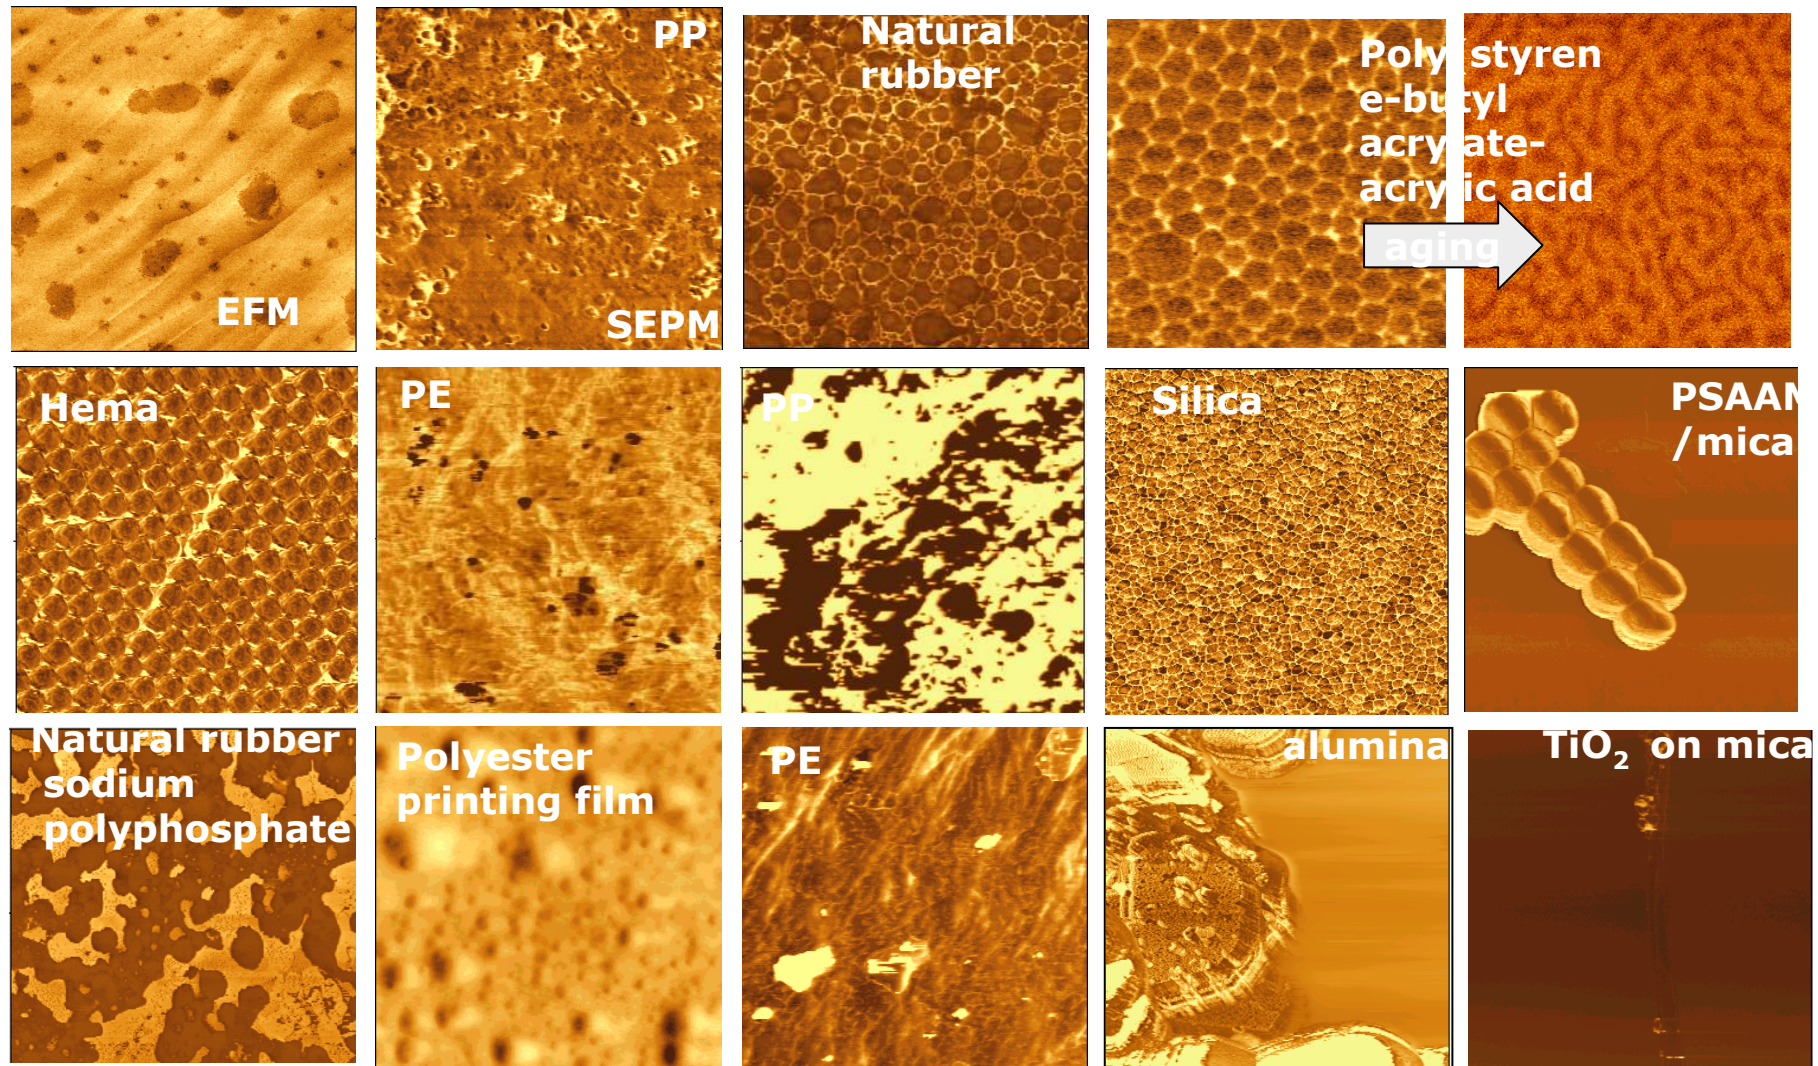 EFM
PP
SEPM
Natural
rubber
Poly(styren
e-butyl
acrylate-
acrylic acid
aging
Hema
PE
PP
Silica
PSAAM
/mica
Natural rubber
sodium
polyphosphate
Polyester
printing film
PE
alumina
TiO₂ on mica